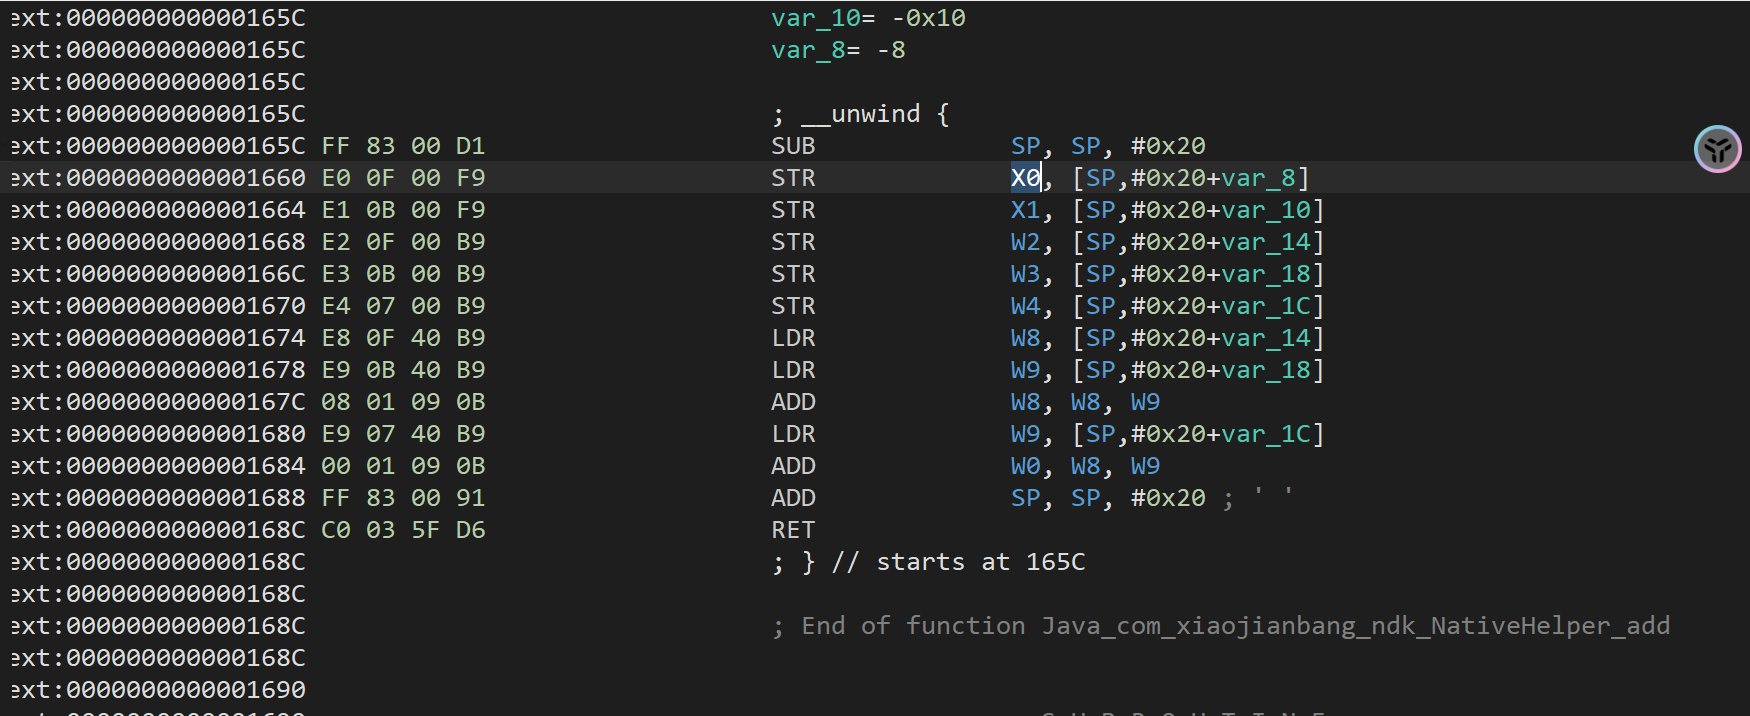 ext:000000000000165C var_10= -0x10
ext:000000000000165C var_8= -8
ext:000000000000165C
ext:000000000000165C ; __unwind {
ext:000000000000165C FF 83 00 D1 SUB SP, SP, #0x20
ext:0000000000001660 E0 0F 00 F9 STR X0, [SP,#0x20+var_8]
ext:0000000000001664 E1 0B 00 F9 STR X1, [SP,#0x20+var_10]
ext:0000000000001668 E2 0F 00 B9 STR W2, [SP,#0x20+var_14]
ext:000000000000166C E3 0B 00 B9 STR W3, [SP,#0x20+var_18]
ext:0000000000001670 E4 07 00 B9 STR W4, [SP,#0x20+var_1C]
ext:0000000000001674 E8 0F 40 B9 LDR W8, [SP,#0x20+var_14]
ext:0000000000001678 E9 0B 40 B9 LDR W9, [SP,#0x20+var_18]
ext:000000000000167C 08 01 09 0B ADD W8, W8, W9
ext:0000000000001680 E9 07 40 B9 LDR W9, [SP,#0x20+var_1C]
ext:0000000000001684 00 01 09 0B ADD W0, W8, W9
ext:0000000000001688 FF 83 00 91 ADD SP, SP, #0x20 ; ' '
ext:000000000000168C C0 03 5F D6 RET
ext:000000000000168C ; } // starts at 165C
ext:000000000000168C
ext:000000000000168C ; End of function Java_com_xiaojianbang_ndk_NativeHelper_add
ext:000000000000168C
ext:0000000000001690